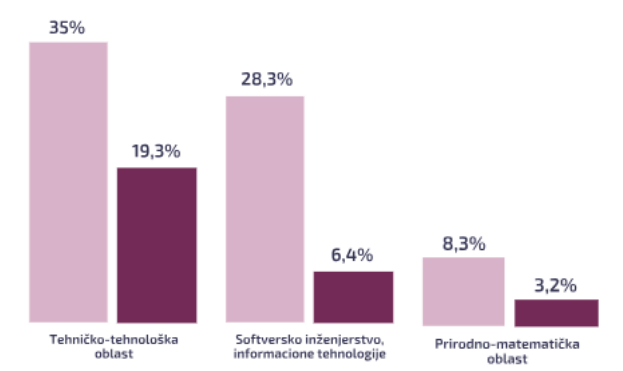 35%
19,3%
28,3%
6,4%
8,3%
3,2%
Tehničko-tehnološka
oblast
Softversko inženjerstvo,
informacione tehnologije
Prirodno-matematička
oblast